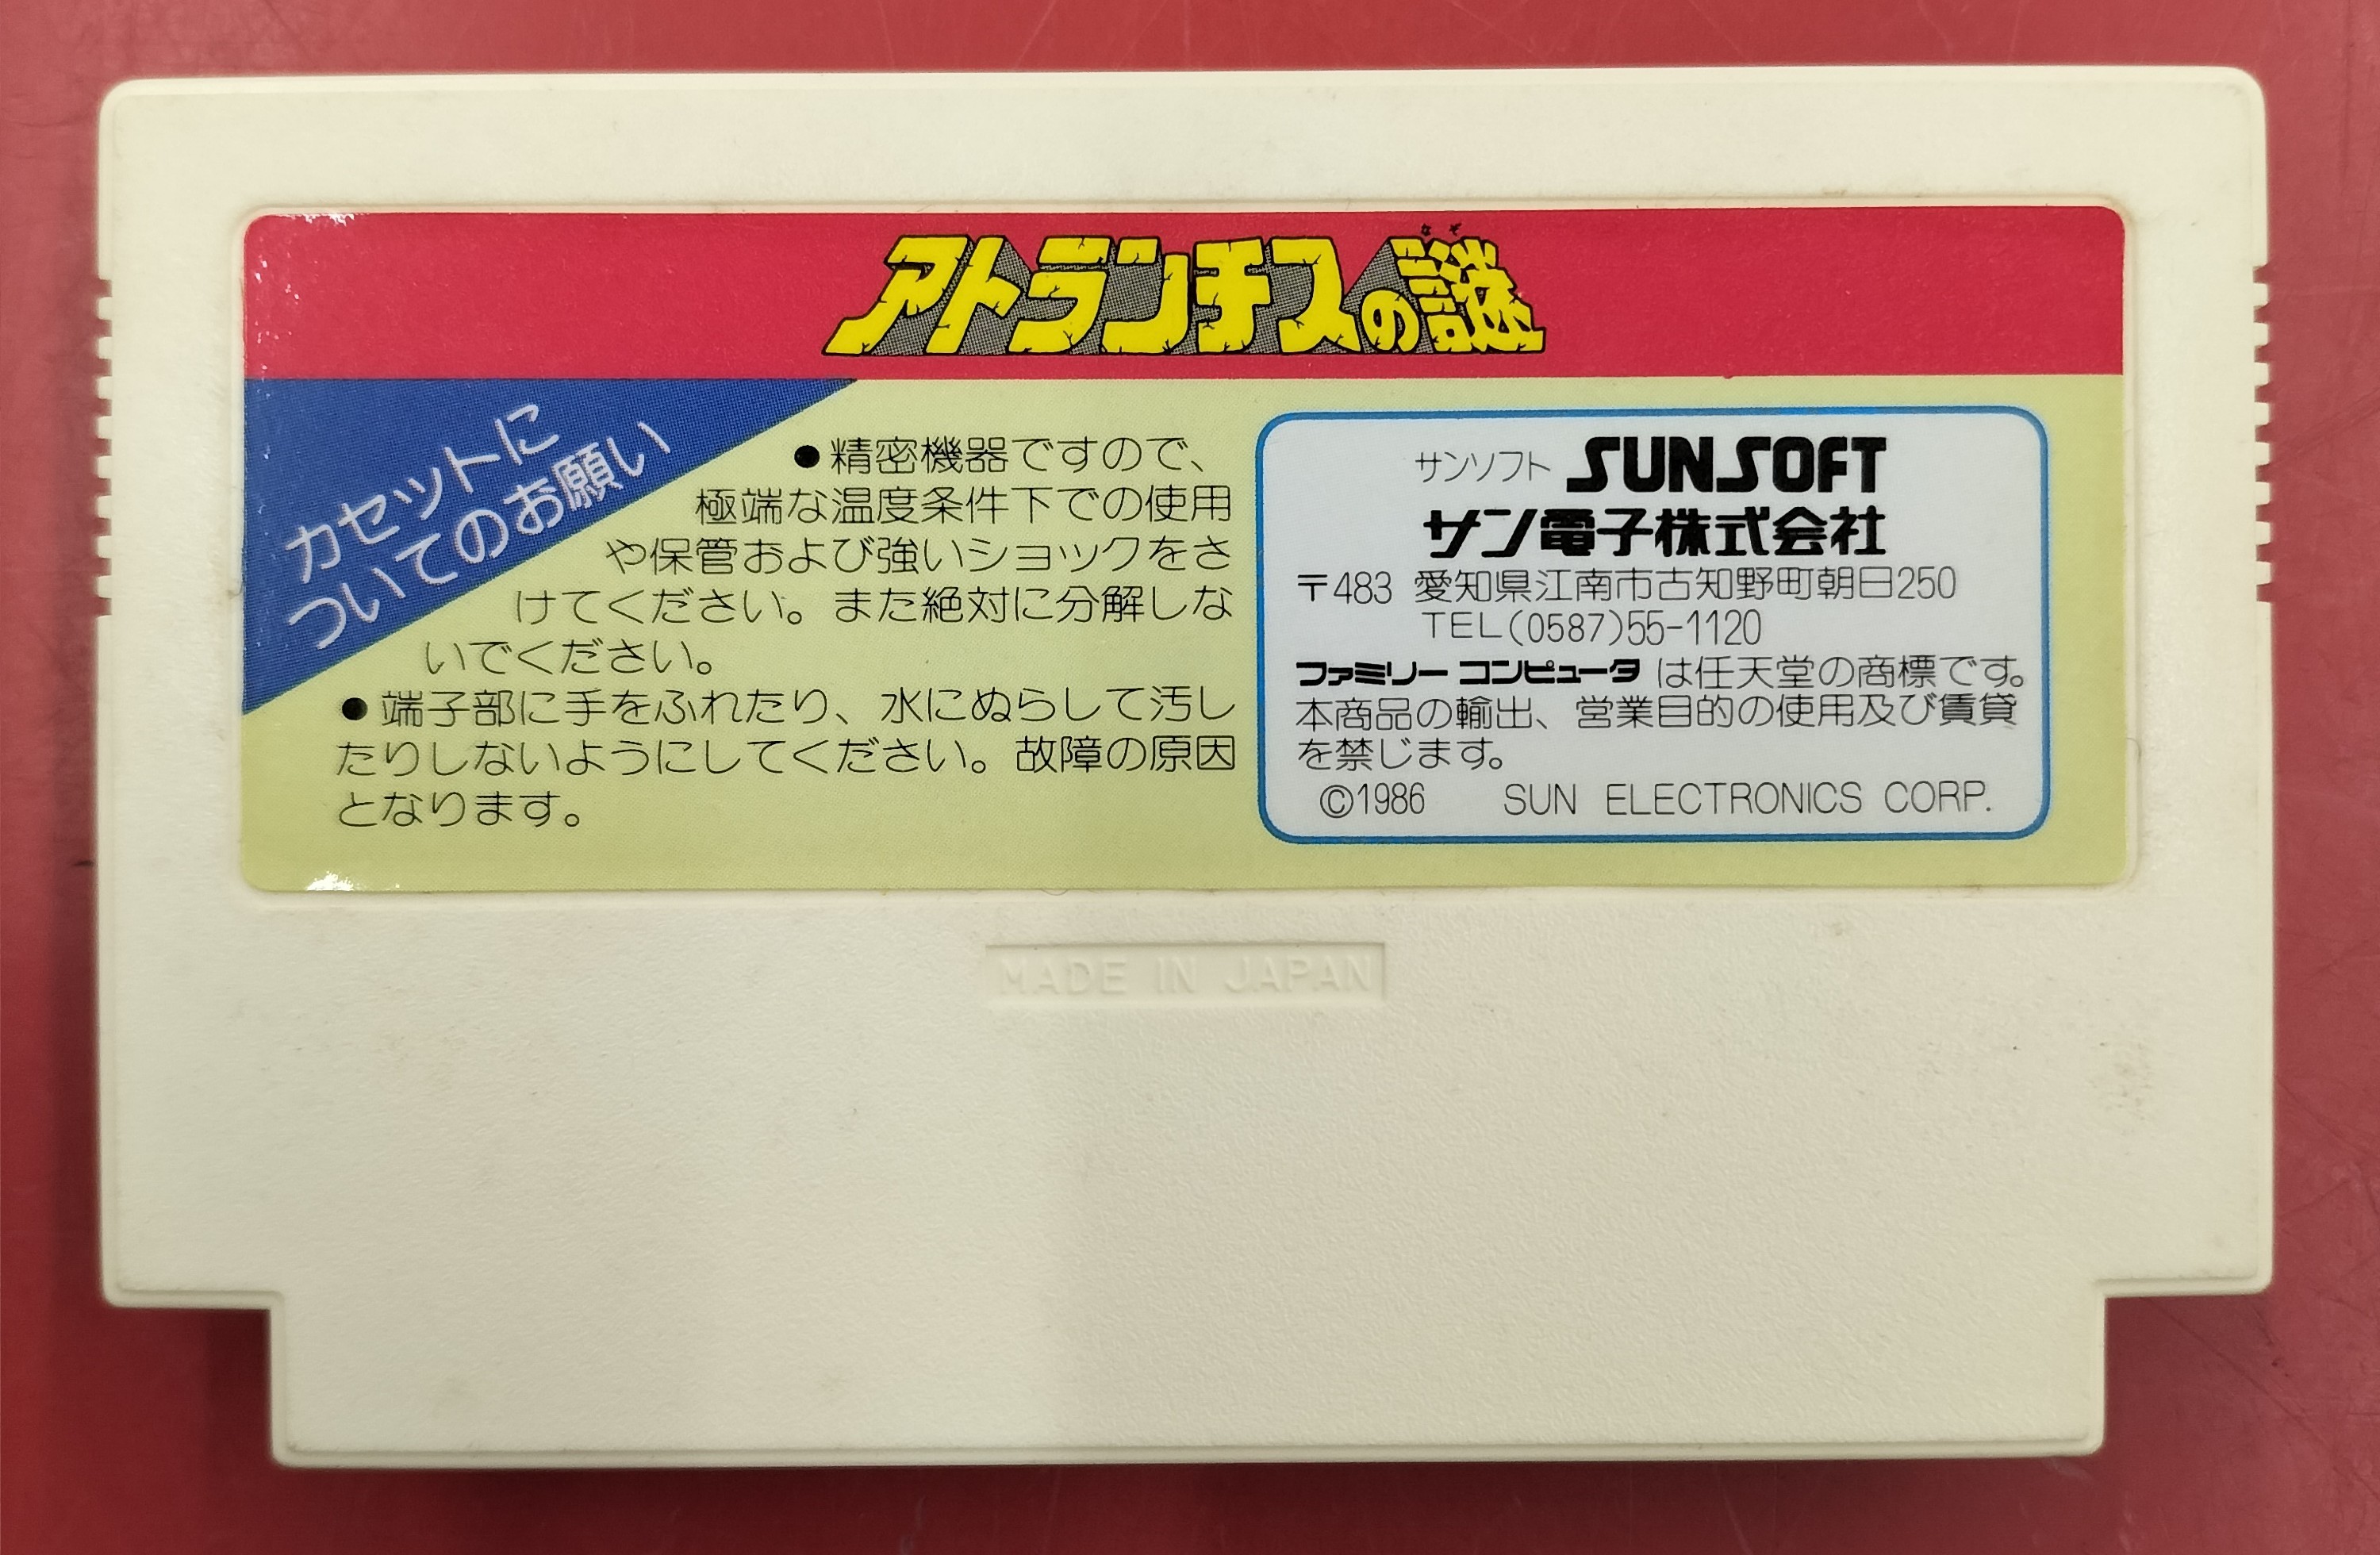 なぞ
アトランチスの謎
カセットに
ついてのお願い
●精密機器ですので、
極端な温度条件下での使用
や保管および強いショックをさ
けてください。また絶対に分解しな
いでください。
●端子部に手をふれたり、水にぬらして汚し
たりしないようにしてください。故障の原因
となります。
サンソフト SUNSOFT
サン電子株式会社
〒483 愛知県江南市古知野町朝日250
TEL(0587)55-1120
ファミリー コンピュータ は任天堂の商標です。
本商品の輸出、営業目的の使用及び賃貸
を禁じます。
©1986 SUN ELECTRONICS CORP.
MADE IN JAPAN